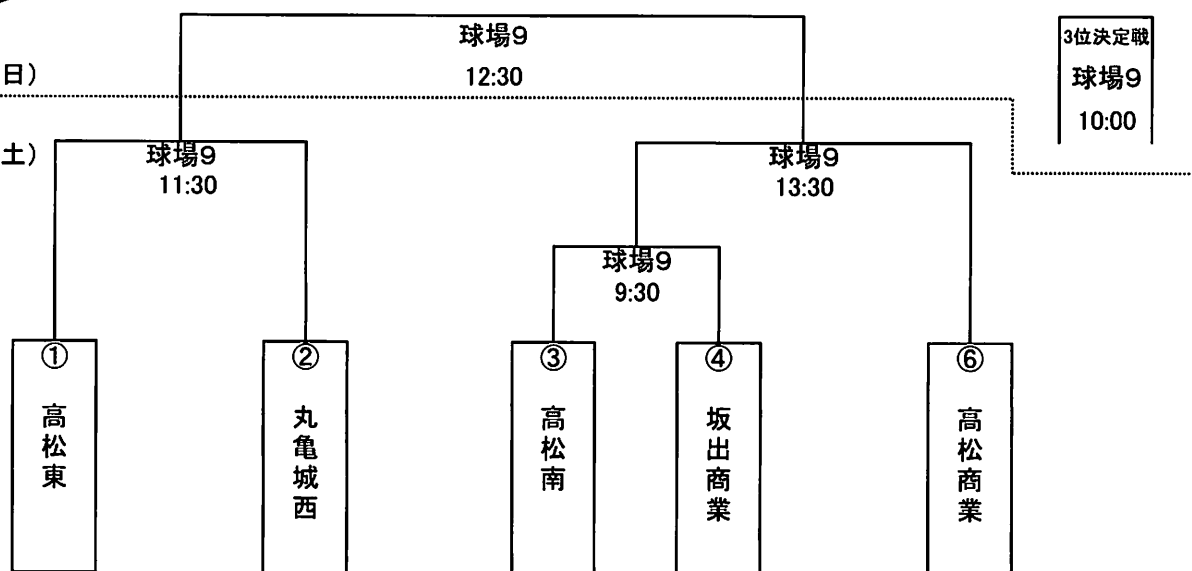 球場9
12:30
3位決定戦
球場9
10:00
日)
土)
球場9
11:30
球場9
13:30
球場9
9:30
①
高松東
②
丸亀城西
③
高松南
④
坂出商業
⑥
高松商業